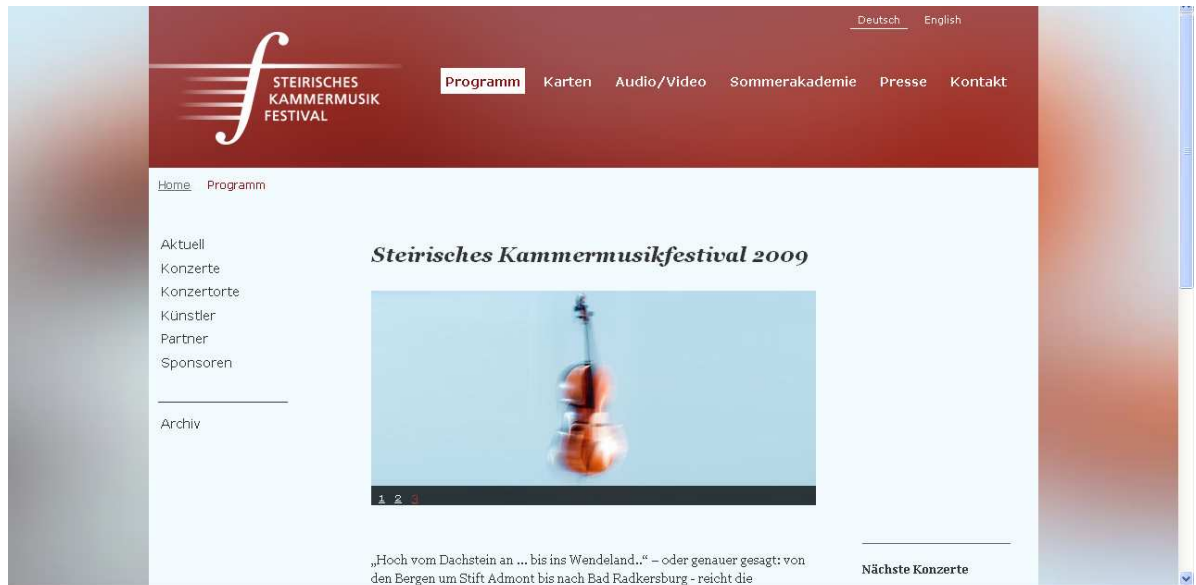 Deutsch English
STEIRISCHES
KAMMERMUSIK
FESTIVAL
Programm Karten Audio/Video Sommerakademie Presse Kontakt
Home Programm
Aktuell
Konzerte
Konzertorte
Künstler
Partner
Sponsoren
Archiv
Steirisches Kammermusikfestival 2009
1 2 3
„Hoch vom Dachstein an ... bis ins Wendeland..“ – oder genauer gesagt: von
den Bergen um Stift Admont bis nach Bad Radkersburg - reicht die
Nächste Konzerte